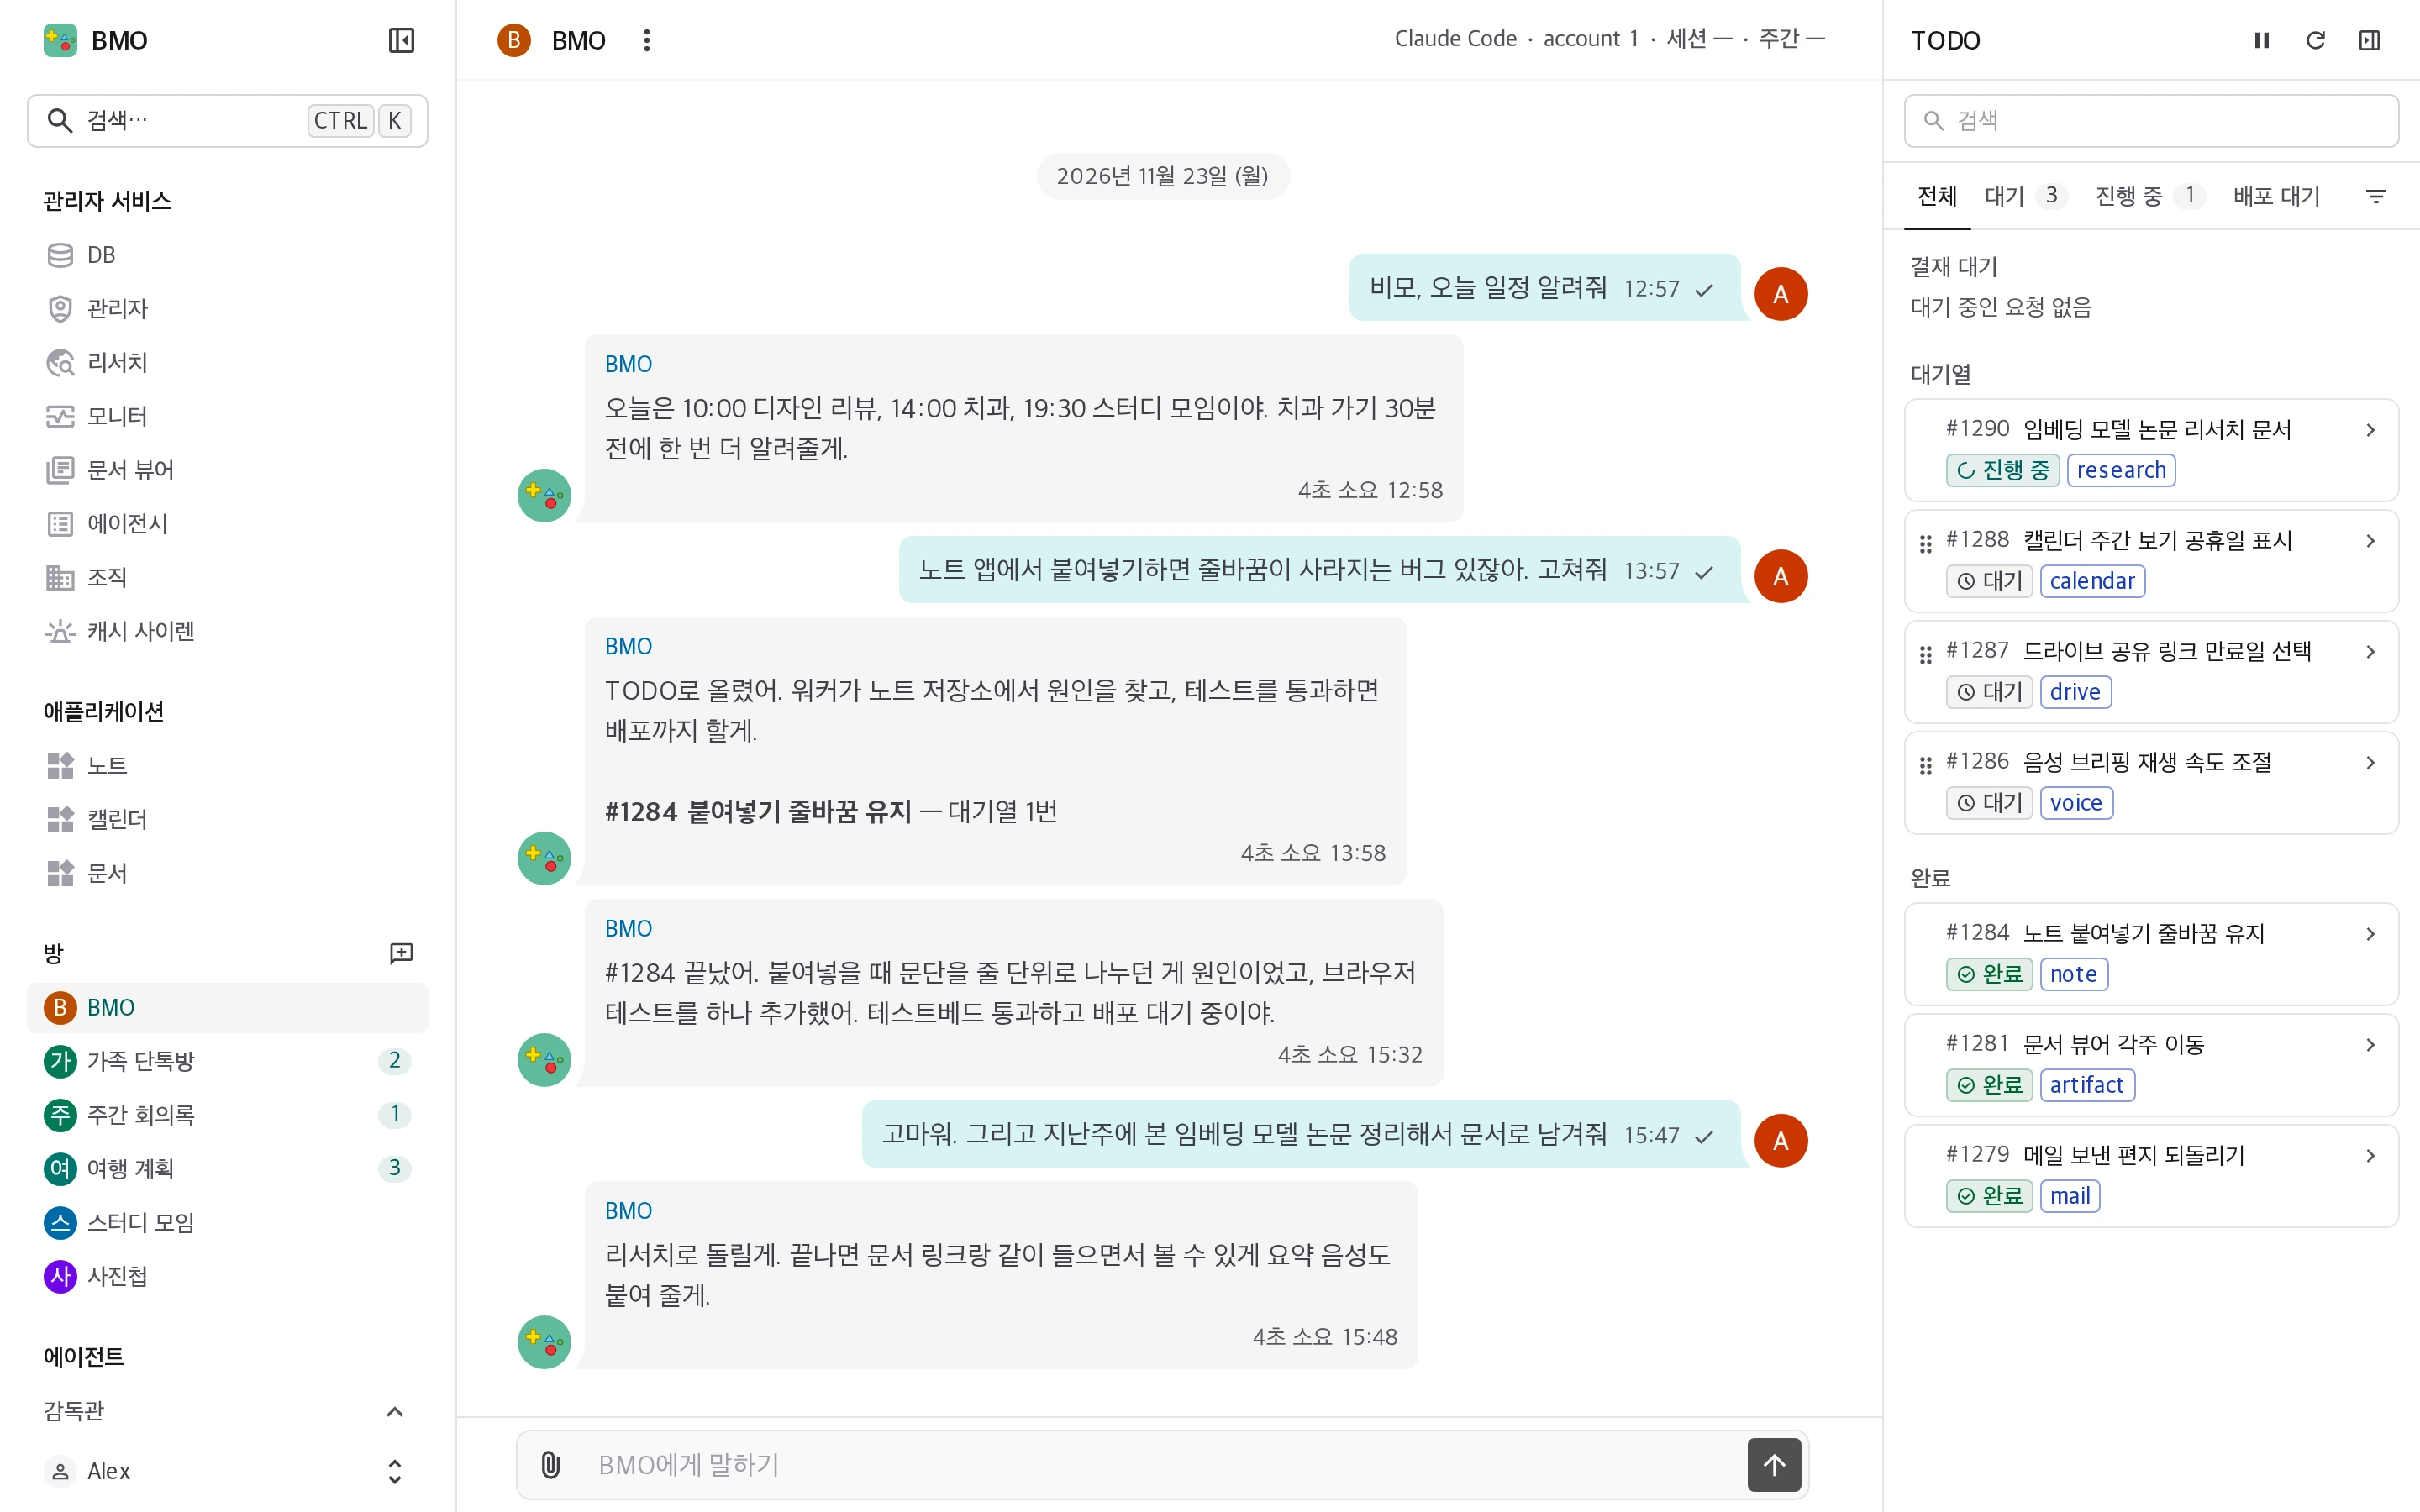 BMO
검색…
CTRL K
관리자 서비스
DB
관리자
리서치
모니터
문서 뷰어
에이전시
조직
캐시 사이렌
애플리케이션
노트
캘린더
문서
방
B BMO
가 가족 단톡방 2
주 주간 회의록 1
여 여행 계획 3
스 스터디 모임
사 사진첩
에이전트
감독관
Alex
B BMO
Claude Code · account 1 · 세션 — · 주간 —
2026년 11월 23일 (월)
비모, 오늘 일정 알려줘 12:57
A
BMO
오늘은 10:00 디자인 리뷰, 14:00 치과, 19:30 스터디 모임이야. 치과 가기 30분
전에 한 번 더 알려줄게.
4초 소요 12:58
노트 앱에서 붙여넣기하면 줄바꿈이 사라지는 버그 있잖아. 고쳐줘 13:57
A
BMO
TODO로 올렸어. 워커가 노트 저장소에서 원인을 찾고, 테스트를 통과하면
배포까지 할게.
#1284 붙여넣기 줄바꿈 유지 — 대기열 1번
4초 소요 13:58
BMO
#1284 끝났어. 붙여넣을 때 문단을 줄 단위로 나누던 게 원인이었고, 브라우저
테스트를 하나 추가했어. 테스트베드 통과하고 배포 대기 중이야.
4초 소요 15:32
고마워. 그리고 지난주에 본 임베딩 모델 논문 정리해서 문서로 남겨줘 15:47
A
BMO
리서치로 돌릴게. 끝나면 문서 링크랑 같이 들으면서 볼 수 있게 요약 음성도
붙여 줄게.
4초 소요 15:48
BMO에게 말하기
TODO
검색
전체 대기 3 진행 중 1 배포 대기
결재 대기
대기 중인 요청 없음
대기열
#1290 임베딩 모델 논문 리서치 문서
진행 중 research
#1288 캘린더 주간 보기 공휴일 표시
대기 calendar
#1287 드라이브 공유 링크 만료일 선택
대기 drive
#1286 음성 브리핑 재생 속도 조절
대기 voice
완료
#1284 노트 붙여넣기 줄바꿈 유지
완료 note
#1281 문서 뷰어 각주 이동
완료 artifact
#1279 메일 보낸 편지 되돌리기
완료 mail